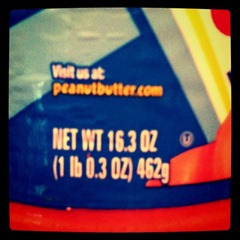 Visit us at:
peanutbutter.com
NET WT 16.3 OZ
(1 lb 0.3 OZ) 462g
U